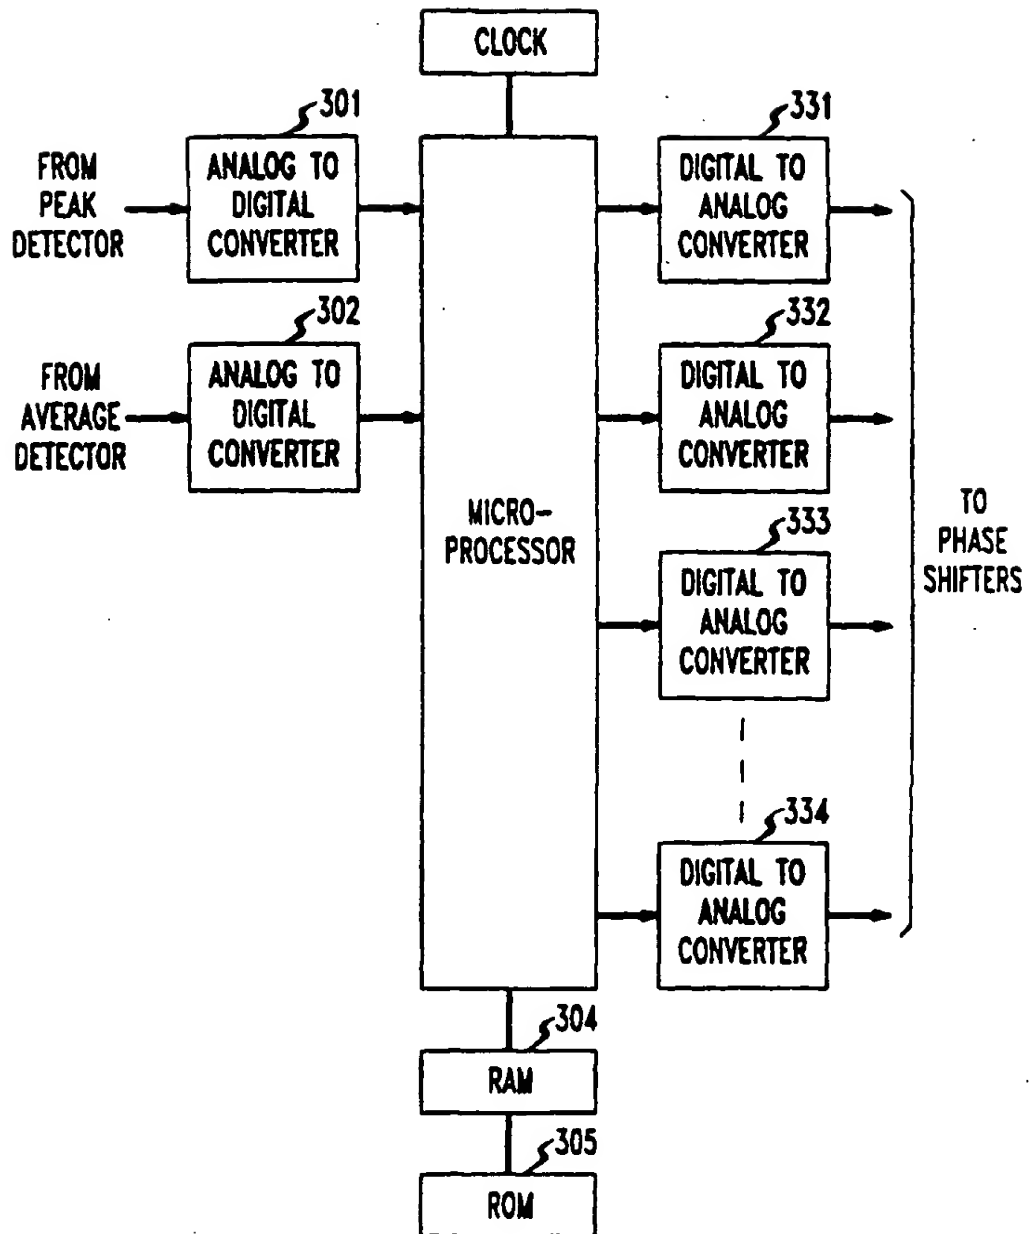 CLOCK
301
FROM
PEAK
DETECTOR
ANALOG TO
DIGITAL
CONVERTER
331
DIGITAL TO
ANALOG
CONVERTER
302
FROM
AVERAGE
DETECTOR
ANALOG TO
DIGITAL
CONVERTER
332
DIGITAL TO
ANALOG
CONVERTER
MICRO-
PROCESSOR
333
DIGITAL TO
ANALOG
CONVERTER
TO
PHASE
SHIFTERS
334
DIGITAL TO
ANALOG
CONVERTER
304
RAM
305
ROM